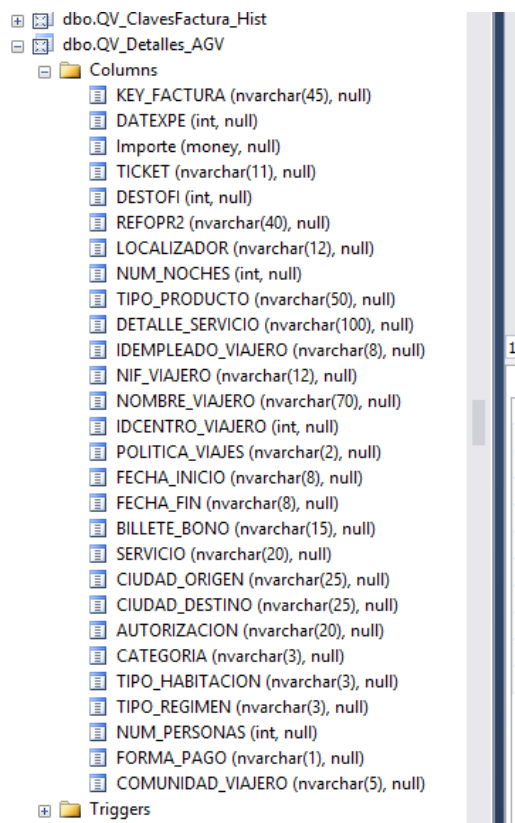 dbo.QV_ClavesFactura_Hist
dbo.QV_Detalles_AGV
Columns
KEY_FACTURA (nvarchar(45), null)
DATEXPE (int, null)
Importe (money, null)
TICKET (nvarchar(11), null)
DESTOFI (int, null)
REFOPR2 (nvarchar(40), null)
LOCALIZADOR (nvarchar(12), null)
NUM_NOCHES (int, null)
TIPO_PRODUCTO (nvarchar(50), null)
DETALLE_SERVICIO (nvarchar(100), null)
IDEMPLEADO_VIAJERO (nvarchar(8), null)
1
NIF_VIAJERO (nvarchar(12), null)
NOMBRE_VIAJERO (nvarchar(70), null)
IDCENTRO_VIAJERO (int, null)
POLITICA_VIAJES (nvarchar(2), null)
FECHA_INICIO (nvarchar(8), null)
FECHA_FIN (nvarchar(8), null)
BILLETE_BONO (nvarchar(15), null)
SERVICIO (nvarchar(20), null)
CIUDAD_ORIGEN (nvarchar(25), null)
CIUDAD_DESTINO (nvarchar(25), null)
AUTORIZACION (nvarchar(20), null)
CATEGORIA (nvarchar(3), null)
TIPO_HABITACION (nvarchar(3), null)
TIPO_REGIMEN (nvarchar(3), null)
NUM_PERSONAS (int, null)
FORMA_PAGO (nvarchar(1), null)
COMUNIDAD_VIAJERO (nvarchar(5), null)
Triggers